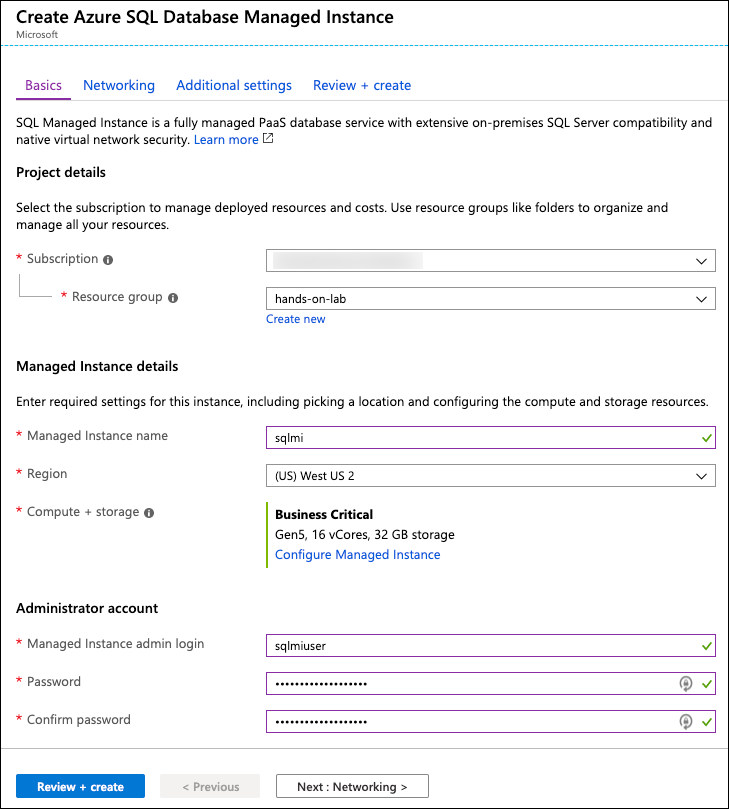 Create Azure SQL Database Managed Instance
Microsoft
Basics Networking Additional settings Review + create
SQL Managed Instance is a fully managed PaaS database service with extensive on-premises SQL Server compatibility and
native virtual network security. Learn more
Project details
Select the subscription to manage deployed resources and costs. Use resource groups like folders to organize and
manage all your resources.
* Subscription
* Resource group hands-on-lab
Create new
Managed Instance details
Enter required settings for this instance, including picking a location and configuring the compute and storage resources.
* Managed Instance name sqlmi
* Region (US) West US 2
* Compute + storage Business Critical
Gen5, 16 vCores, 32 GB storage
Configure Managed Instance
Administrator account
* Managed Instance admin login sqlmiuser
* Password •••••••••••••••••••
* Confirm password •••••••••••••••••••
Review + create < Previous Next : Networking >